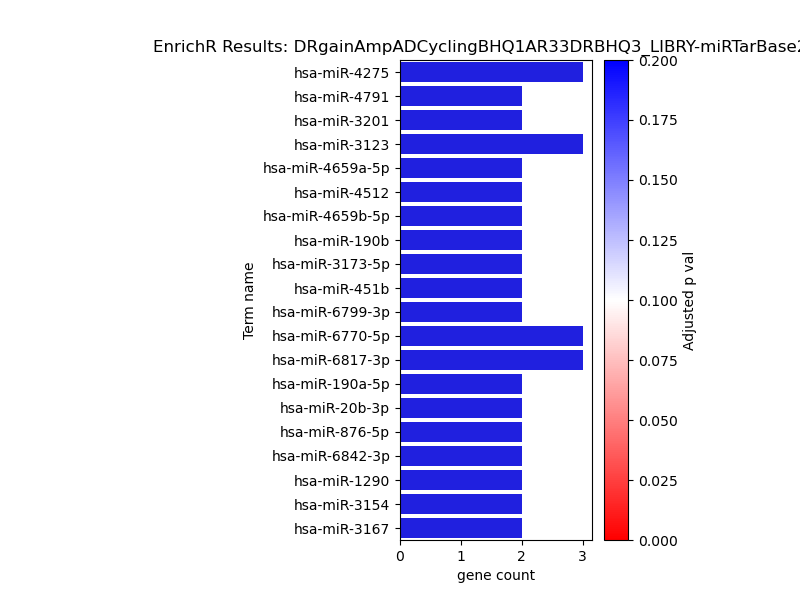 EnrichR Results: DRgainAmpADCyclingBHQ1AR33DRBHQ3_LIBRY-miRTarBase2
hsa-miR-4275
hsa-miR-4791
hsa-miR-3201
hsa-miR-3123
hsa-miR-4659a-5p
hsa-miR-4512
hsa-miR-4659b-5p
hsa-miR-190b
hsa-miR-3173-5p
hsa-miR-451b
hsa-miR-6799-3p
hsa-miR-6770-5p
hsa-miR-6817-3p
hsa-miR-190a-5p
hsa-miR-20b-3p
hsa-miR-876-5p
hsa-miR-6842-3p
hsa-miR-1290
hsa-miR-3154
hsa-miR-3167
Term name
0 1 2 3
gene count
0.200
0.175
0.150
0.125
0.100
0.075
0.050
0.025
0.000
Adjusted p val